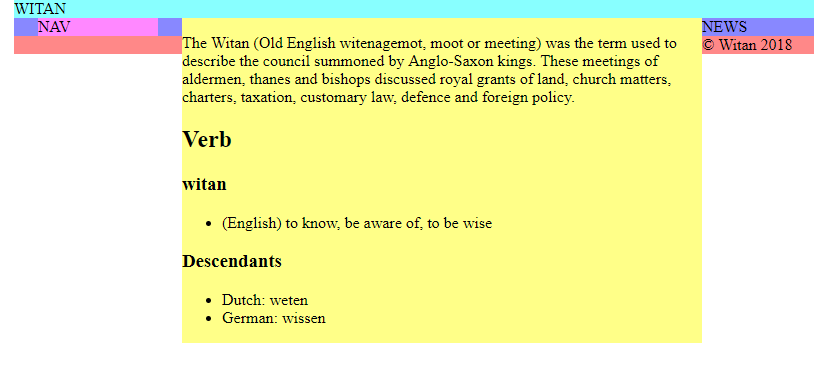 WITAN
NAV
The Witan (Old English witenagemot, moot or meeting) was the term used to
describe the council summoned by Anglo-Saxon kings. These meetings of
aldermen, thanes and bishops discussed royal grants of land, church matters,
charters, taxation, customary law, defence and foreign policy.
Verb
witan
• (English) to know, be aware of, to be wise
Descendants
• Dutch: weten
• German: wissen
NEWS
© Witan 2018